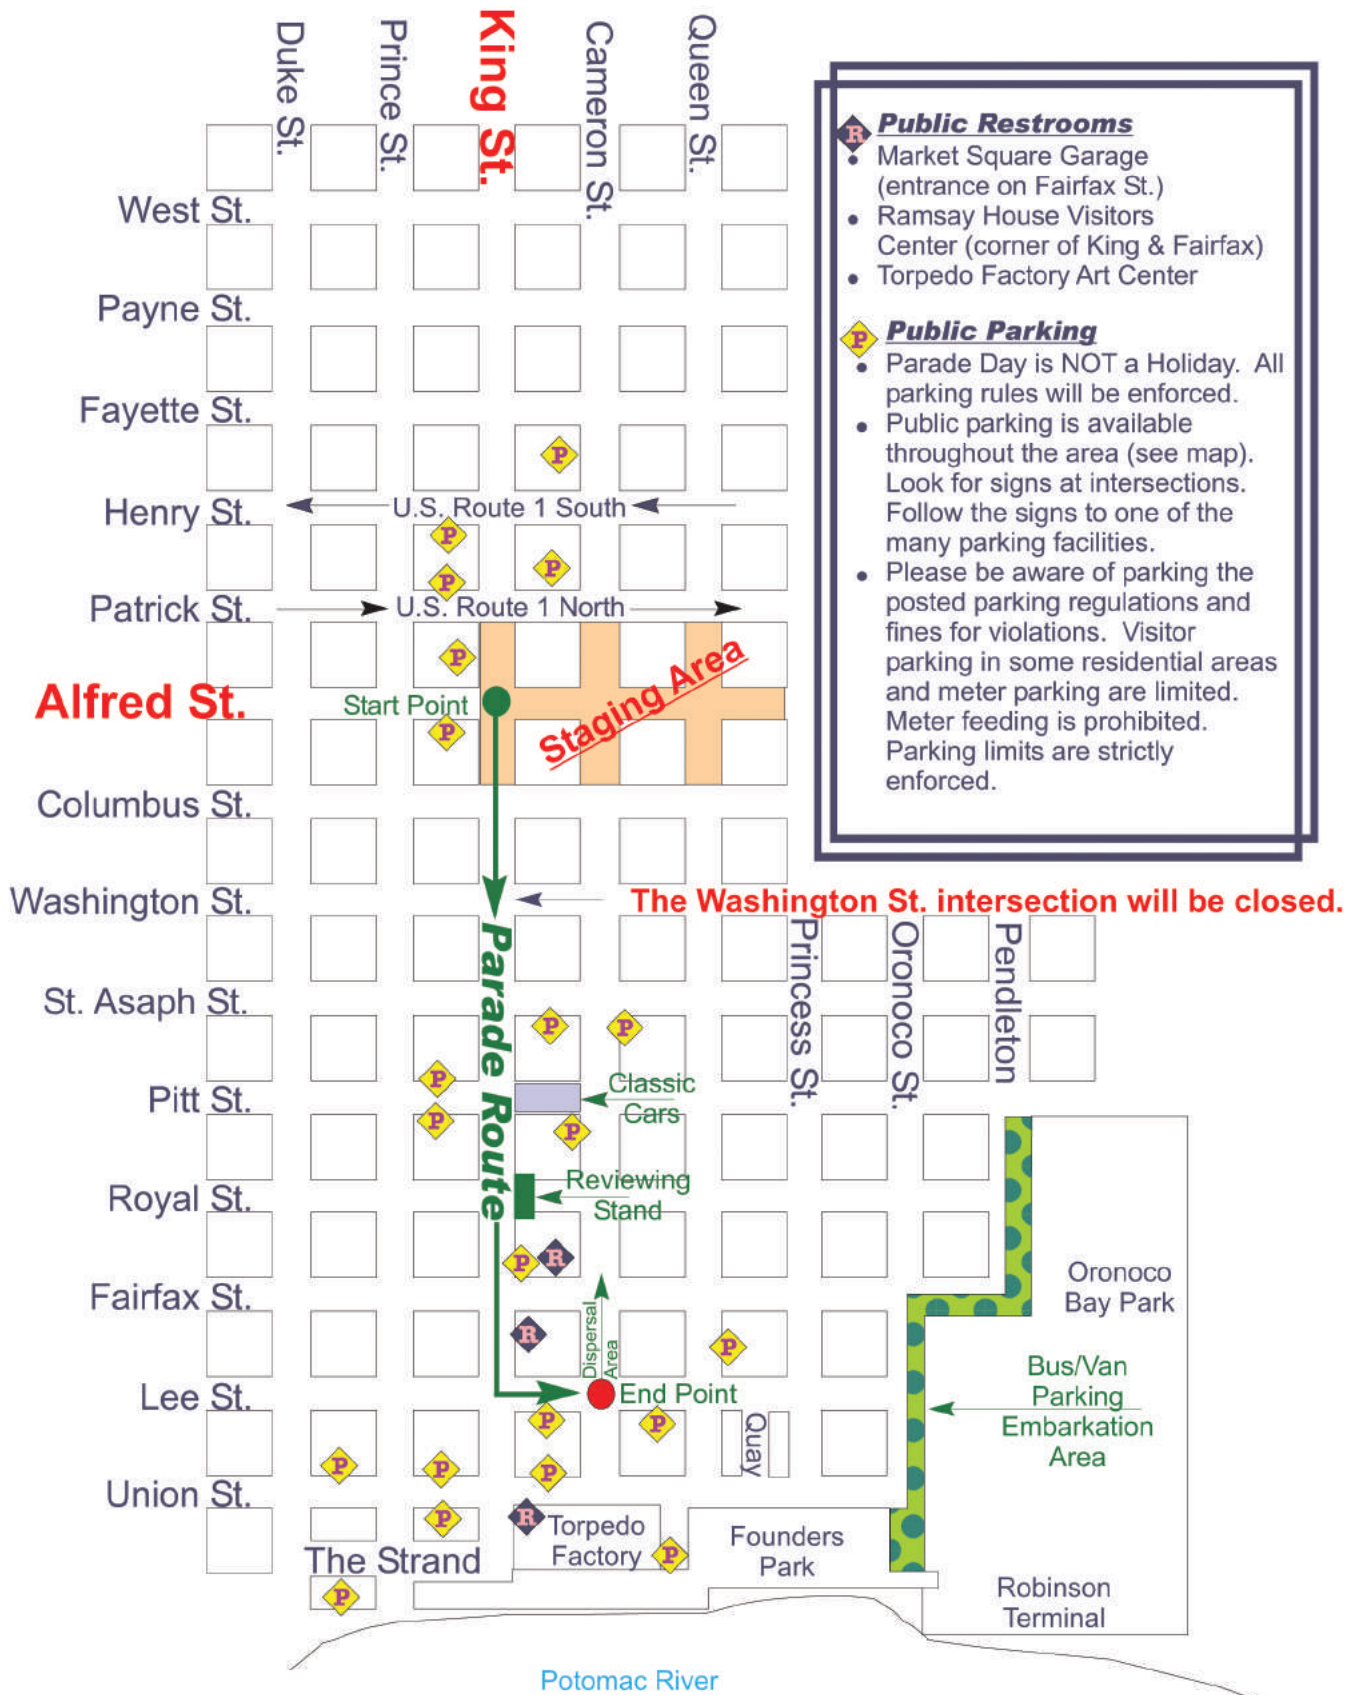 Duke St.
Prince St.
King St.
Cameron St.
Queen St.
R Public Restrooms
• Market Square Garage
(entrance on Fairfax St.)
• Ramsay House Visitors
Center (corner of King & Fairfax)
• Torpedo Factory Art Center
P Public Parking
• Parade Day is NOT a Holiday. All
parking rules will be enforced.
• Public parking is available
throughout the area (see map).
Look for signs at intersections.
Follow the signs to one of the
many parking facilities.
• Please be aware of parking the
posted parking regulations and
fines for violations. Visitor
parking in some residential areas
and meter parking are limited.
Meter feeding is prohibited.
Parking limits are strictly
enforced.
West St.
Payne St.
Fayette St.
P
Henry St.
U.S. Route 1 South
P
P
P
Patrick St.
U.S. Route 1 North
P
Staging Area
Alfred St.
Start Point
P
Columbus St.
Washington St.
The Washington St. intersection will be closed.
Parade Route
Princess St.
Oronoco St.
Pendleton
St. Asaph St.
P
P
P
Pitt St.
Classic
Cars
P
P
Royal St.
Reviewing
Stand
P
R
Oronoco
Bay Park
Fairfax St.
R
Dispersal
Area
P
Bus/Van
Parking
Embarkation
Area
Lee St.
End Point
P
P
Quay
P
P
P
Union St.
P
R
Torpedo
Factory
P
Founders
Park
The Strand
P
Robinson
Terminal
Potomac River